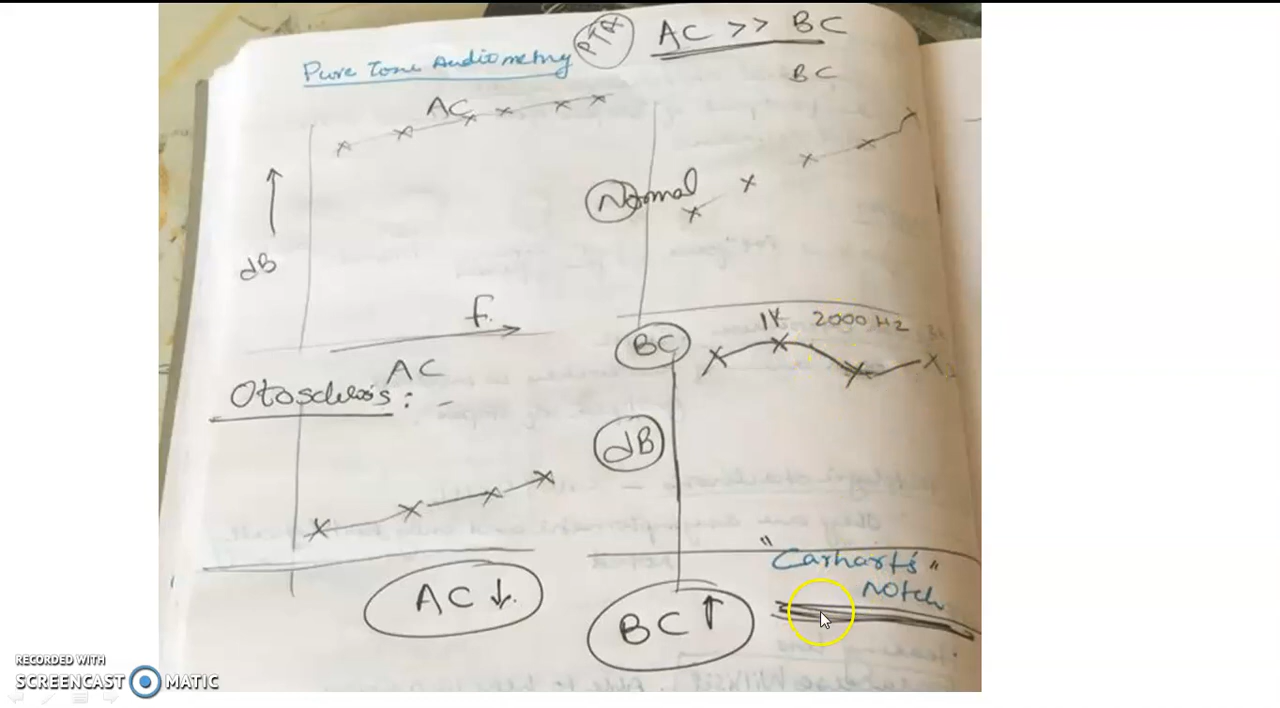 Pure Tone Audiometry
PTA
AC >> BC
BC
AC
Normal
dB
f
BC
1K 2000 Hz
AC
Otosclelosis : -
dB
"Carhart's"
Notch
AC ↓
BC ↑
RECORDED WITH
SCREENCAST MATIC